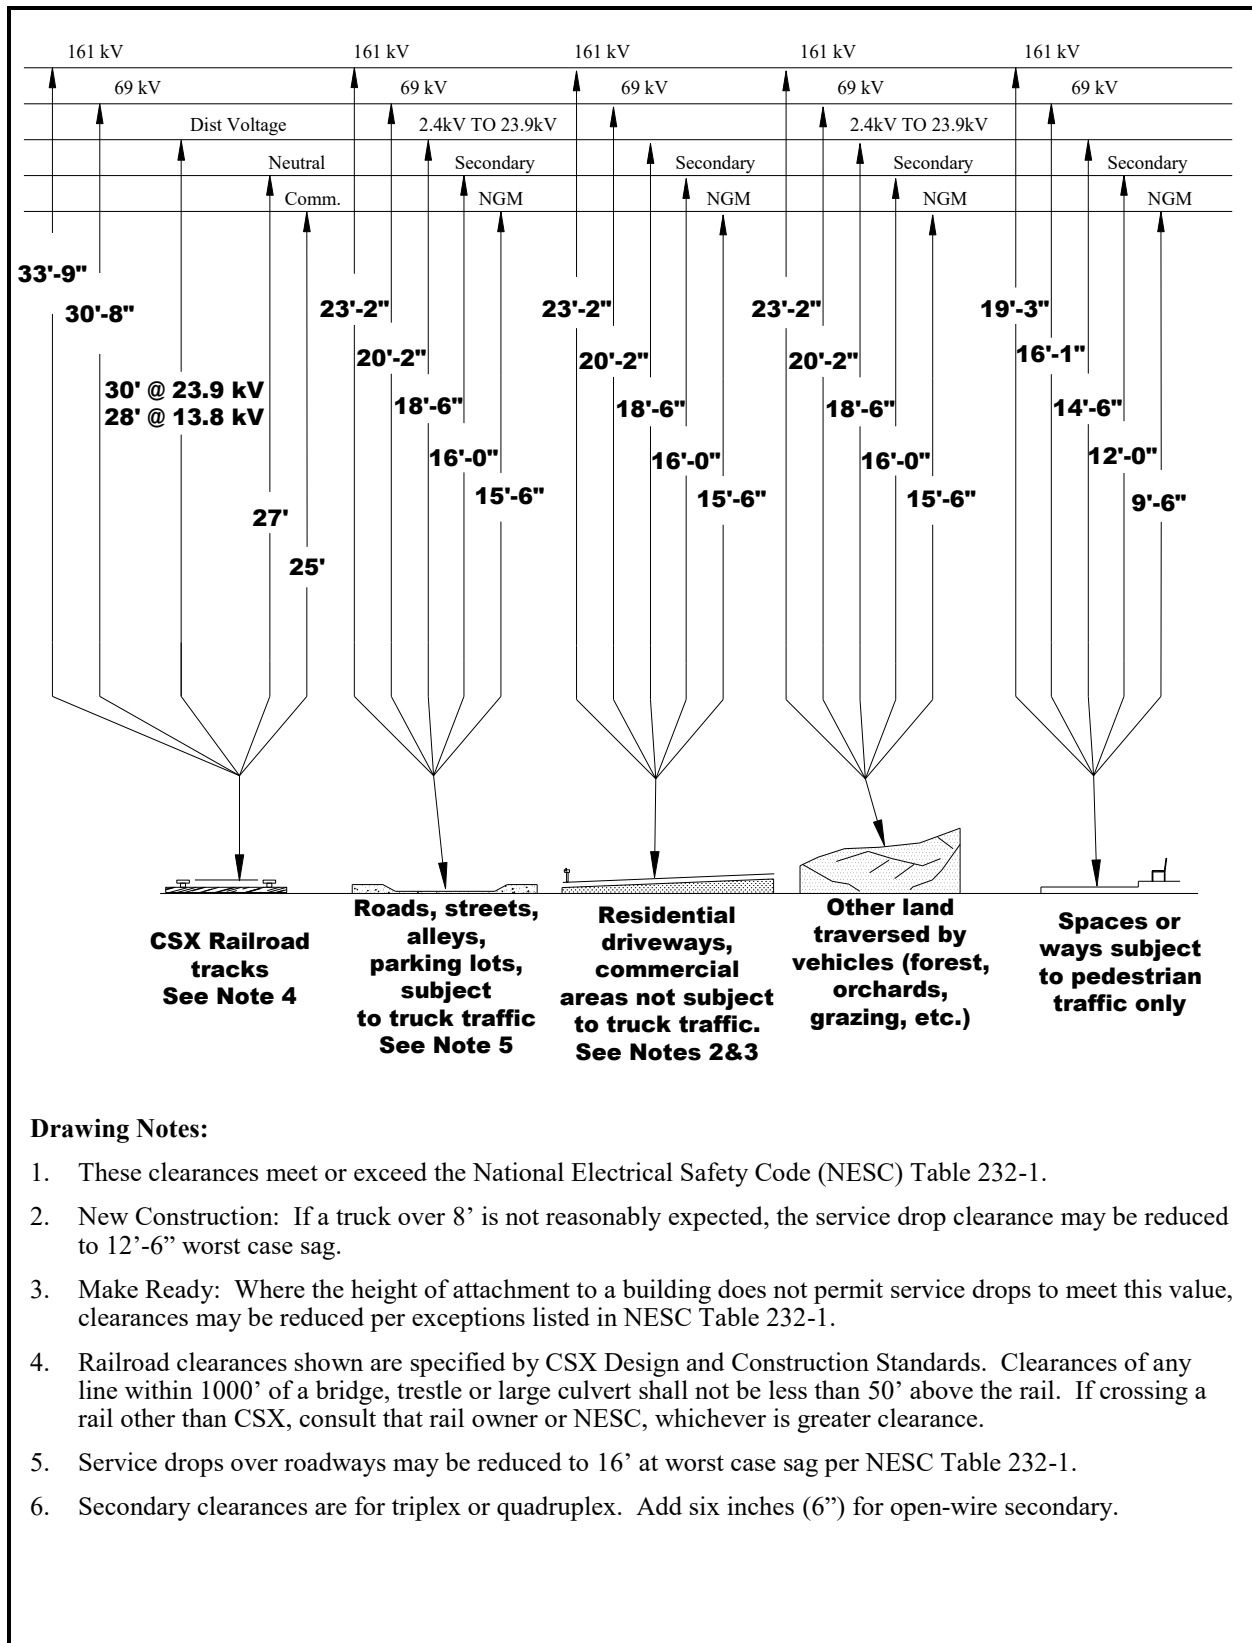 161 kV 161 kV 161 kV 161 kV 161 kV
69 kV 69 kV 69 kV 69 kV 69 kV
Dist Voltage 2.4kV TO 23.9kV 2.4kV TO 23.9kV
Neutral Secondary Secondary Secondary Secondary
Comm. NGM NGM NGM NGM
33'-9"
30'-8"
30' @ 23.9 kV
28' @ 13.8 kV
27'
25'
23'-2"
20'-2"
18'-6"
16'-0"
15'-6"
23'-2"
20'-2"
18'-6"
16'-0"
15'-6"
23'-2"
20'-2"
18'-6"
16'-0"
15'-6"
19'-3"
16'-1"
14'-6"
12'-0"
9'-6"
CSX Railroad
tracks
See Note 4
Roads, streets,
alleys,
parking lots,
subject
to truck traffic
See Note 5
Residential
driveways,
commercial
areas not subject
to truck traffic.
See Notes 2&3
Other land
traversed by
vehicles (forest,
orchards,
grazing, etc.)
Spaces or
ways subject
to pedestrian
traffic only
Drawing Notes:
1. These clearances meet or exceed the National Electrical Safety Code (NESC) Table 232-1.
2. New Construction: If a truck over 8’ is not reasonably expected, the service drop clearance may be reduced
to 12’-6” worst case sag.
3. Make Ready: Where the height of attachment to a building does not permit service drops to meet this value,
clearances may be reduced per exceptions listed in NESC Table 232-1.
4. Railroad clearances shown are specified by CSX Design and Construction Standards. Clearances of any
line within 1000’ of a bridge, trestle or large culvert shall not be less than 50’ above the rail. If crossing a
rail other than CSX, consult that rail owner or NESC, whichever is greater clearance.
5. Service drops over roadways may be reduced to 16’ at worst case sag per NESC Table 232-1.
6. Secondary clearances are for triplex or quadruplex. Add six inches (6”) for open-wire secondary.